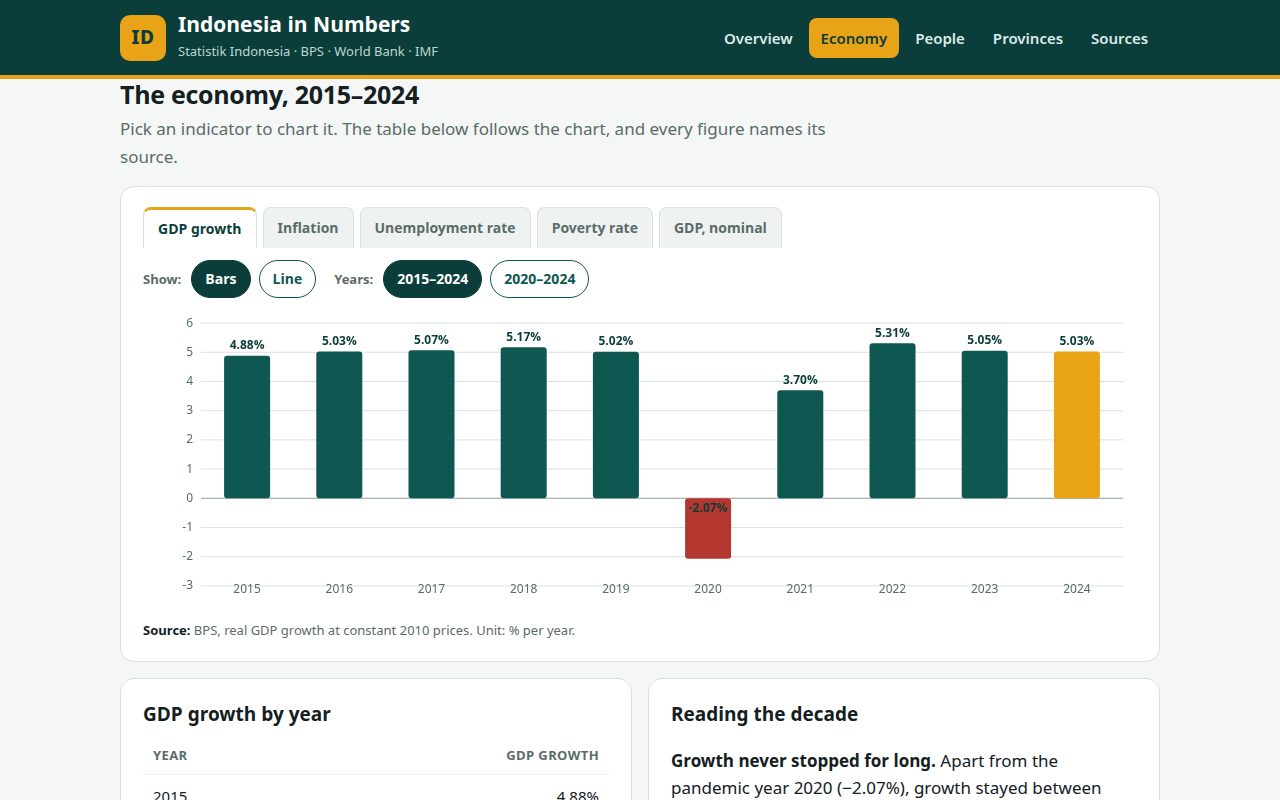 ID
Indonesia in Numbers
Statistik Indonesia · BPS · World Bank · IMF
Overview
Economy
People
Provinces
Sources
The economy, 2015–2024
Pick an indicator to chart it. The table below follows the chart, and every figure names its
source.
GDP growth
Inflation
Unemployment rate
Poverty rate
GDP, nominal
Show:
Bars
Line
Years:
2015–2024
2020–2024
6
5
4
3
2
1
0
-1
-2
-3
4.88%
5.03%
5.07%
5.17%
5.02%
-2.07%
3.70%
5.31%
5.05%
5.03%
2015
2016
2017
2018
2019
2020
2021
2022
2023
2024
Source: BPS, real GDP growth at constant 2010 prices. Unit: % per year.
GDP growth by year
YEAR
GDP GROWTH
2015
4.88%
Reading the decade
Growth never stopped for long. Apart from the
pandemic year 2020 (−2.07%), growth stayed between